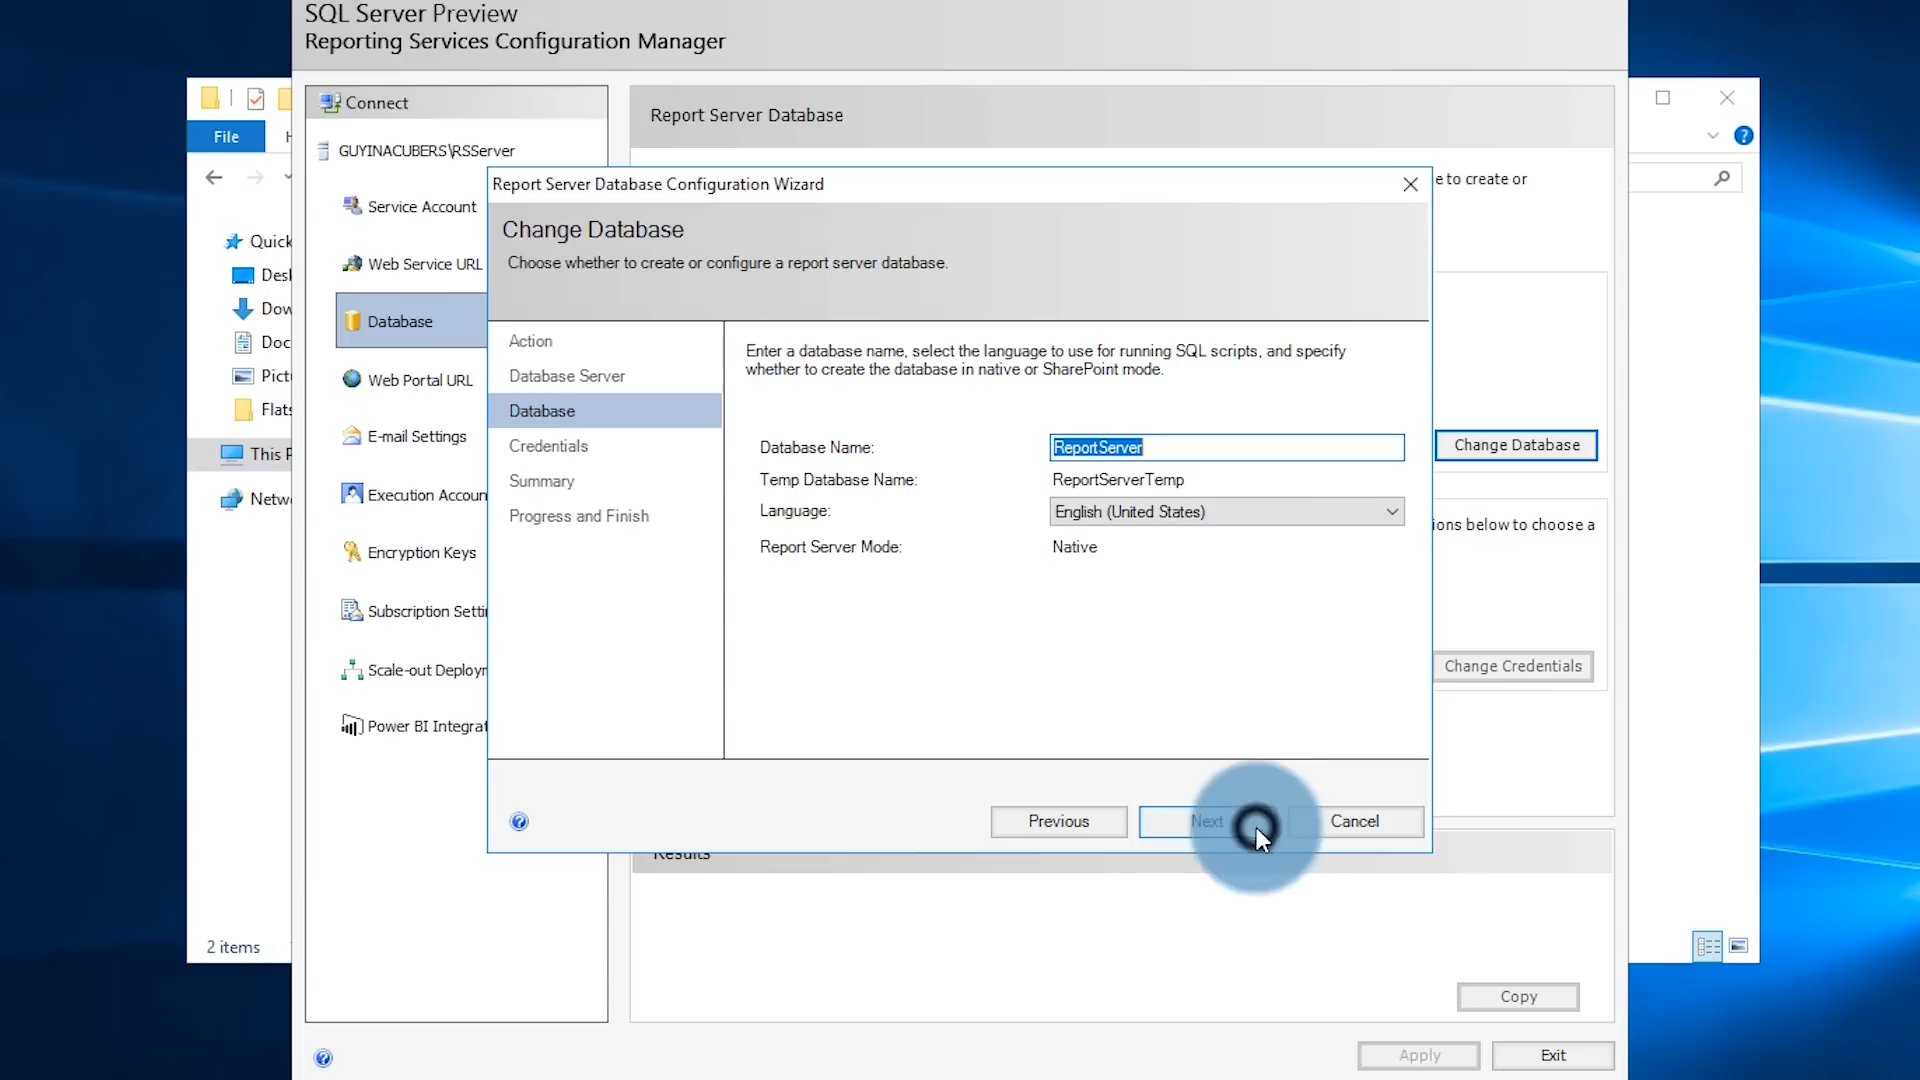 SQL Server Preview
Reporting Services Configuration Manager
File
Connect
GUYINACUBERS\RSServer
Service Account
Web Service URL
Database
Web Portal URL
E-mail Settings
Execution Accoun
Encryption Keys
Subscription Setti
Scale-out Deploy
Power BI Integrat
Quick
Desk
Dow
Doc
Pict
Flats
This P
Netw
2 items
Report Server Database
e to create or
Change Database
ions below to choose a
Change Credentials
Results
Copy
Apply
Exit
Report Server Database Configuration Wizard
Change Database
Choose whether to create or configure a report server database.
Action
Database Server
Database
Credentials
Summary
Progress and Finish
Enter a database name, select the language to use for running SQL scripts, and specify
whether to create the database in native or SharePoint mode.
Database Name: ReportServer
Temp Database Name: ReportServerTemp
Language: English (United States)
Report Server Mode: Native
Previous
Next
Cancel